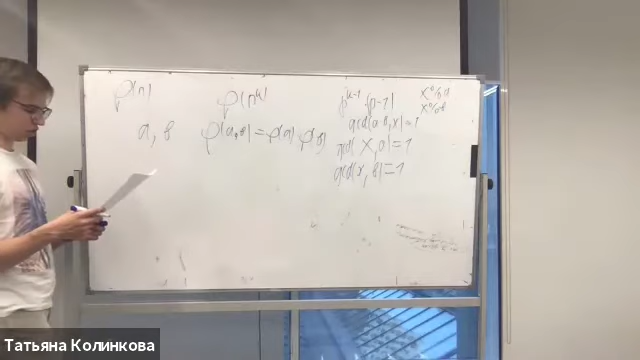 φ(n)
φ(n^k)
p^{k-1}(p-1)
x%a
x%b
a, b
φ(a,b)=φ(a)·φ(b)
gcd(a·b,x)=1
gcd(x,a)=1
gcd(x,b)=1
Татьяна Колинкова